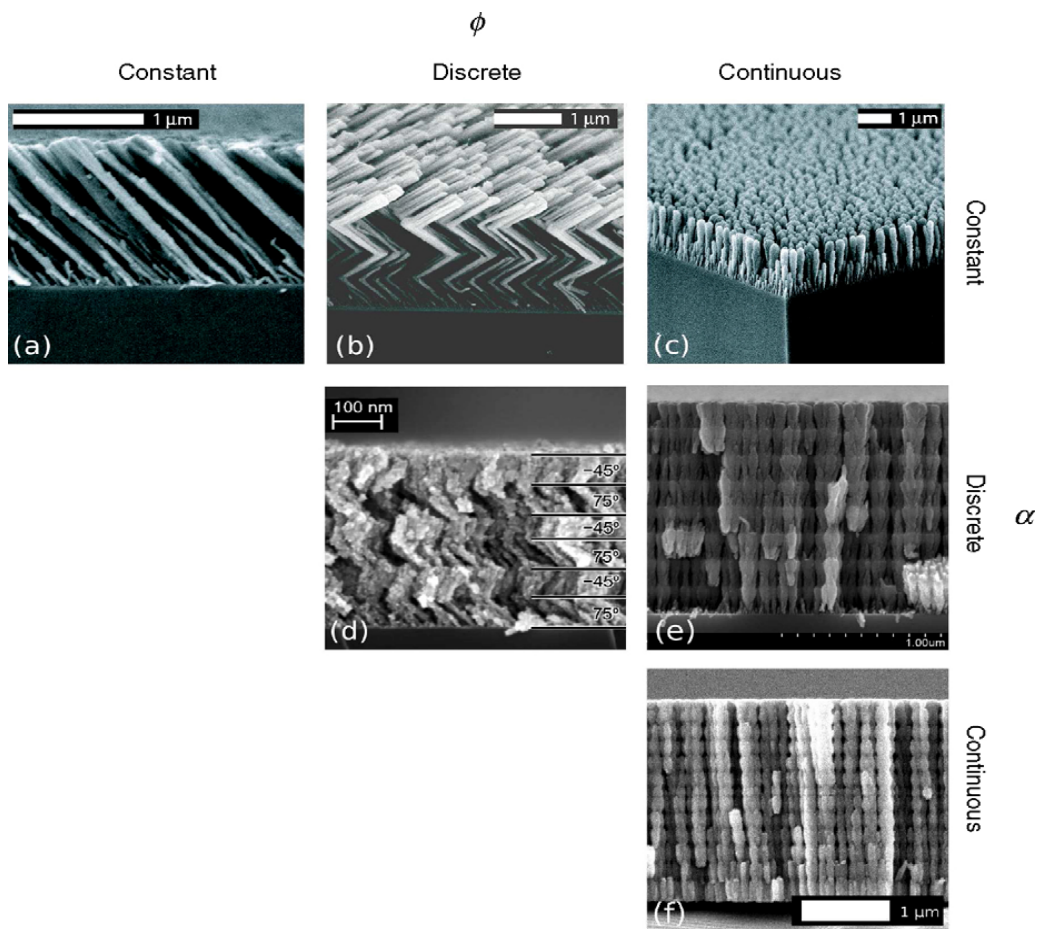 ϕ
Constant
Discrete
Continuous
1 µm
1 µm
1 µm
(a)
(b)
(c)
Constant
100 nm
−45°
75°
−45°
75°
−45°
75°
(d)
(e)
1.00um
Discrete
α
(f)
1 µm
Continuous